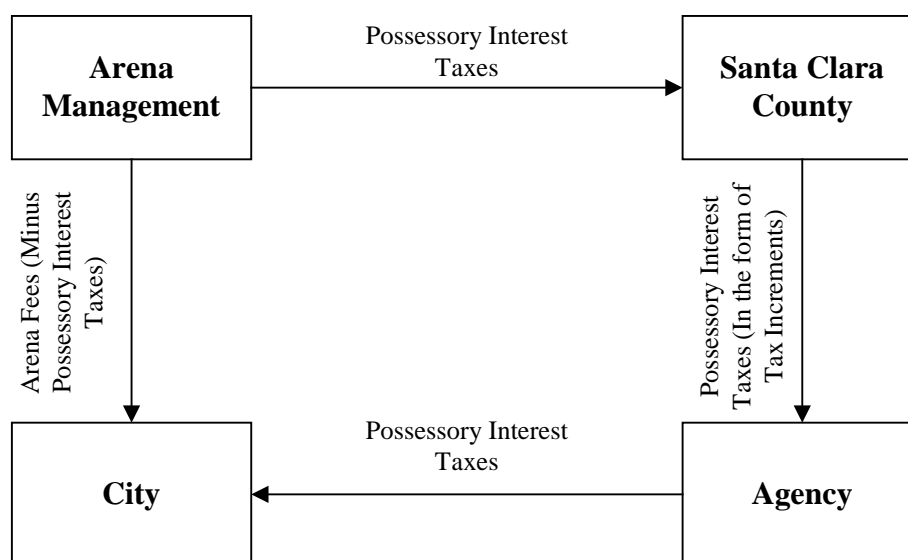 Arena
Management
Possessory Interest
Taxes
Santa Clara
County
Arena Fees (Minus
Possessory Interest
Taxes)
Possessory Interest
Taxes (In the form of
Tax Increments)
City
Possessory Interest
Taxes
Agency